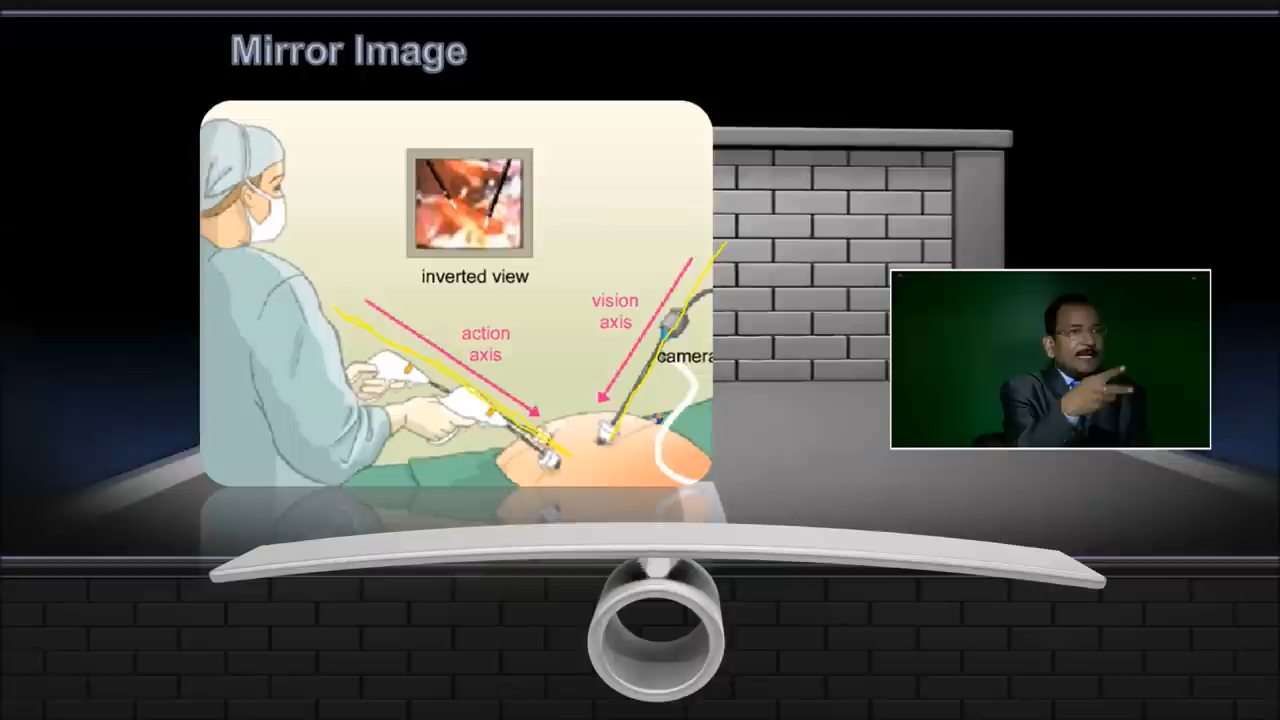 Mirror Image
inverted view
vision
axis
action
axis
camera